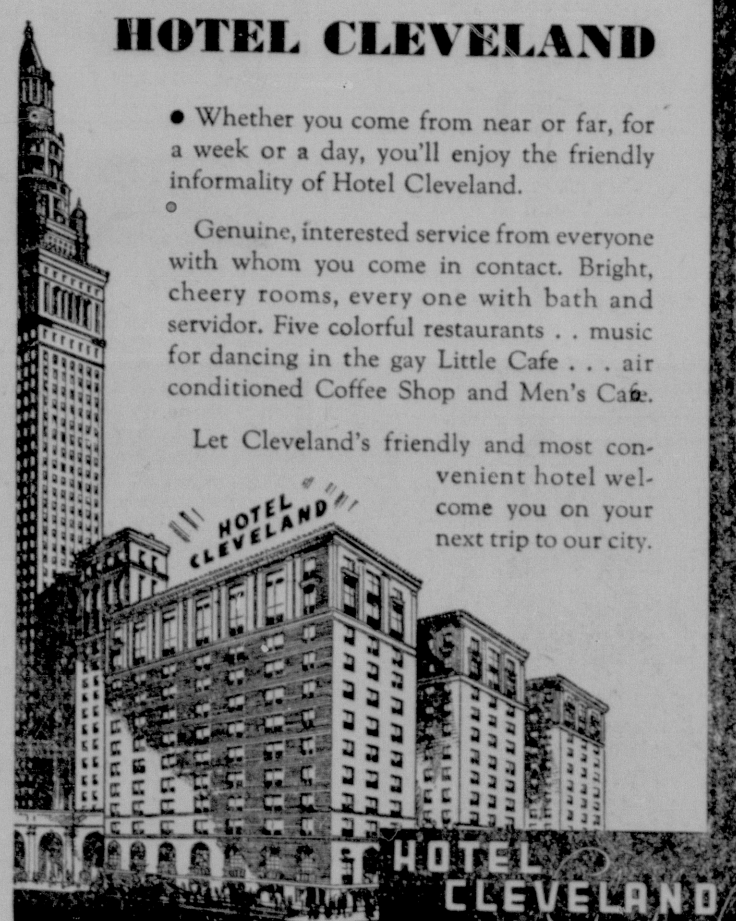 HOTEL CLEVELAND
• Whether you come from near or far, for
a week or a day, you'll enjoy the friendly
informality of Hotel Cleveland.
Genuine, interested service from everyone
with whom you come in contact. Bright,
cheery rooms, every one with bath and
servidor. Five colorful restaurants . . music
for dancing in the gay Little Cafe . . . air
conditioned Coffee Shop and Men's Cafe.
Let Cleveland's friendly and most con-
venient hotel wel-
come you on your
next trip to our city.
HOTEL
CLEVELAND
HOTEL
CLEVELAND